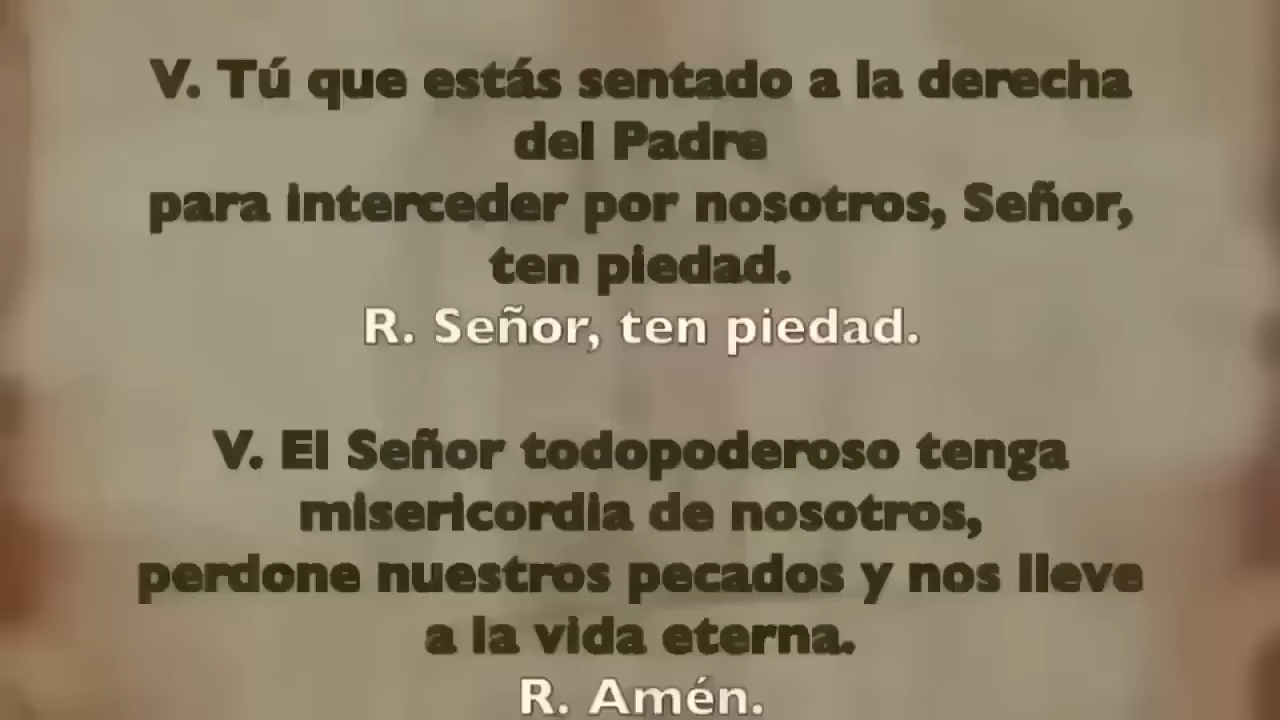 V. Tú que estás sentado a la derecha
del Padre
para interceder por nosotros, Señor,
ten piedad.
R. Señor, ten piedad.
V. El Señor todopoderoso tenga
misericordia de nosotros,
perdone nuestros pecados y nos lleve
a la vida eterna.
R. Amén.